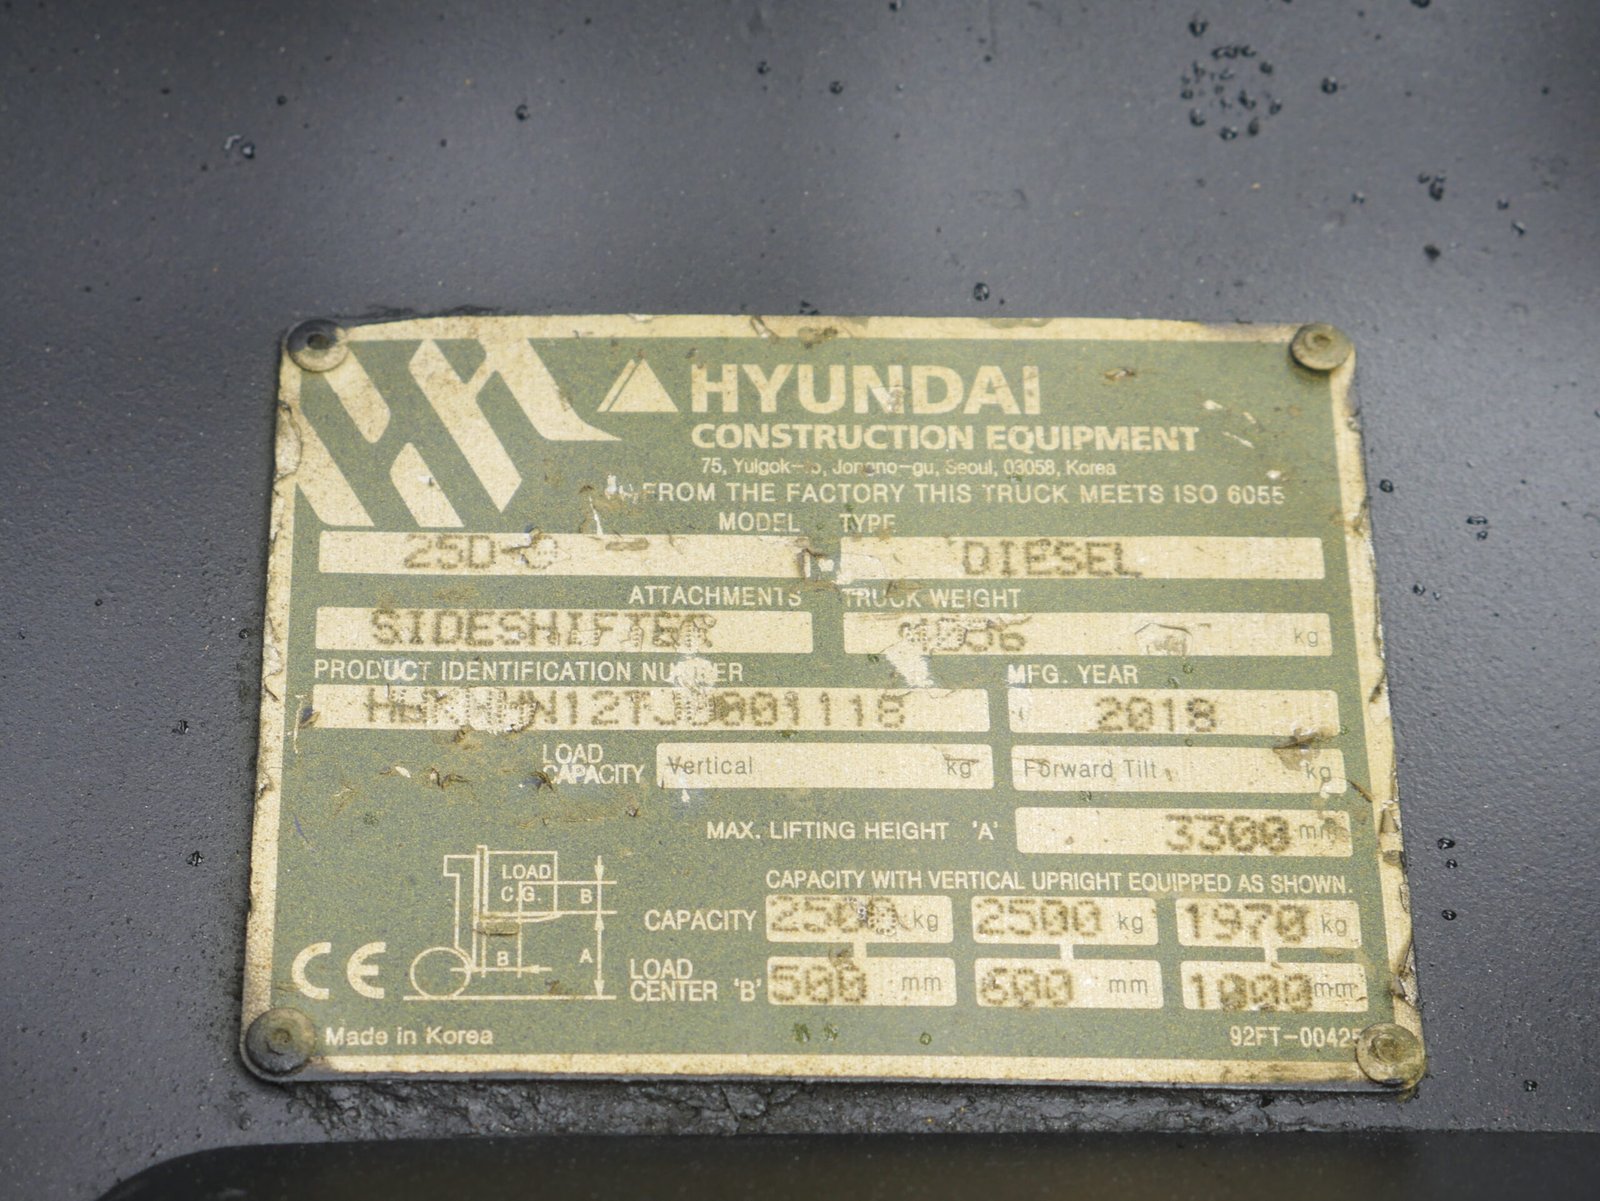 HYUNDAI
CONSTRUCTION EQUIPMENT
75, Jongno-gu, Seoul, 03058, Korea
FROM THE FACTORY THIS TRUCK MEETS ISO 6055
MODEL TYPE
DIESEL
ATTACHMENTS TRUCK WEIGHT
SIDESHIFTER kg
PRODUCT IDENTIFICATION NUMBER MFG. YEAR
2018
LOAD CAPACITY Vertical kg Forward Tilt kg
MAX. LIFTING HEIGHT 'A' 3300 mm
CAPACITY WITH VERTICAL UPRIGHT EQUIPPED AS SHOWN.
LOAD
C.G. B
CAPACITY 2500 kg 2500 kg 1970 kg
B A
LOAD CENTER 'B' 500 mm 600 mm 1000 mm
CE
Made in Korea